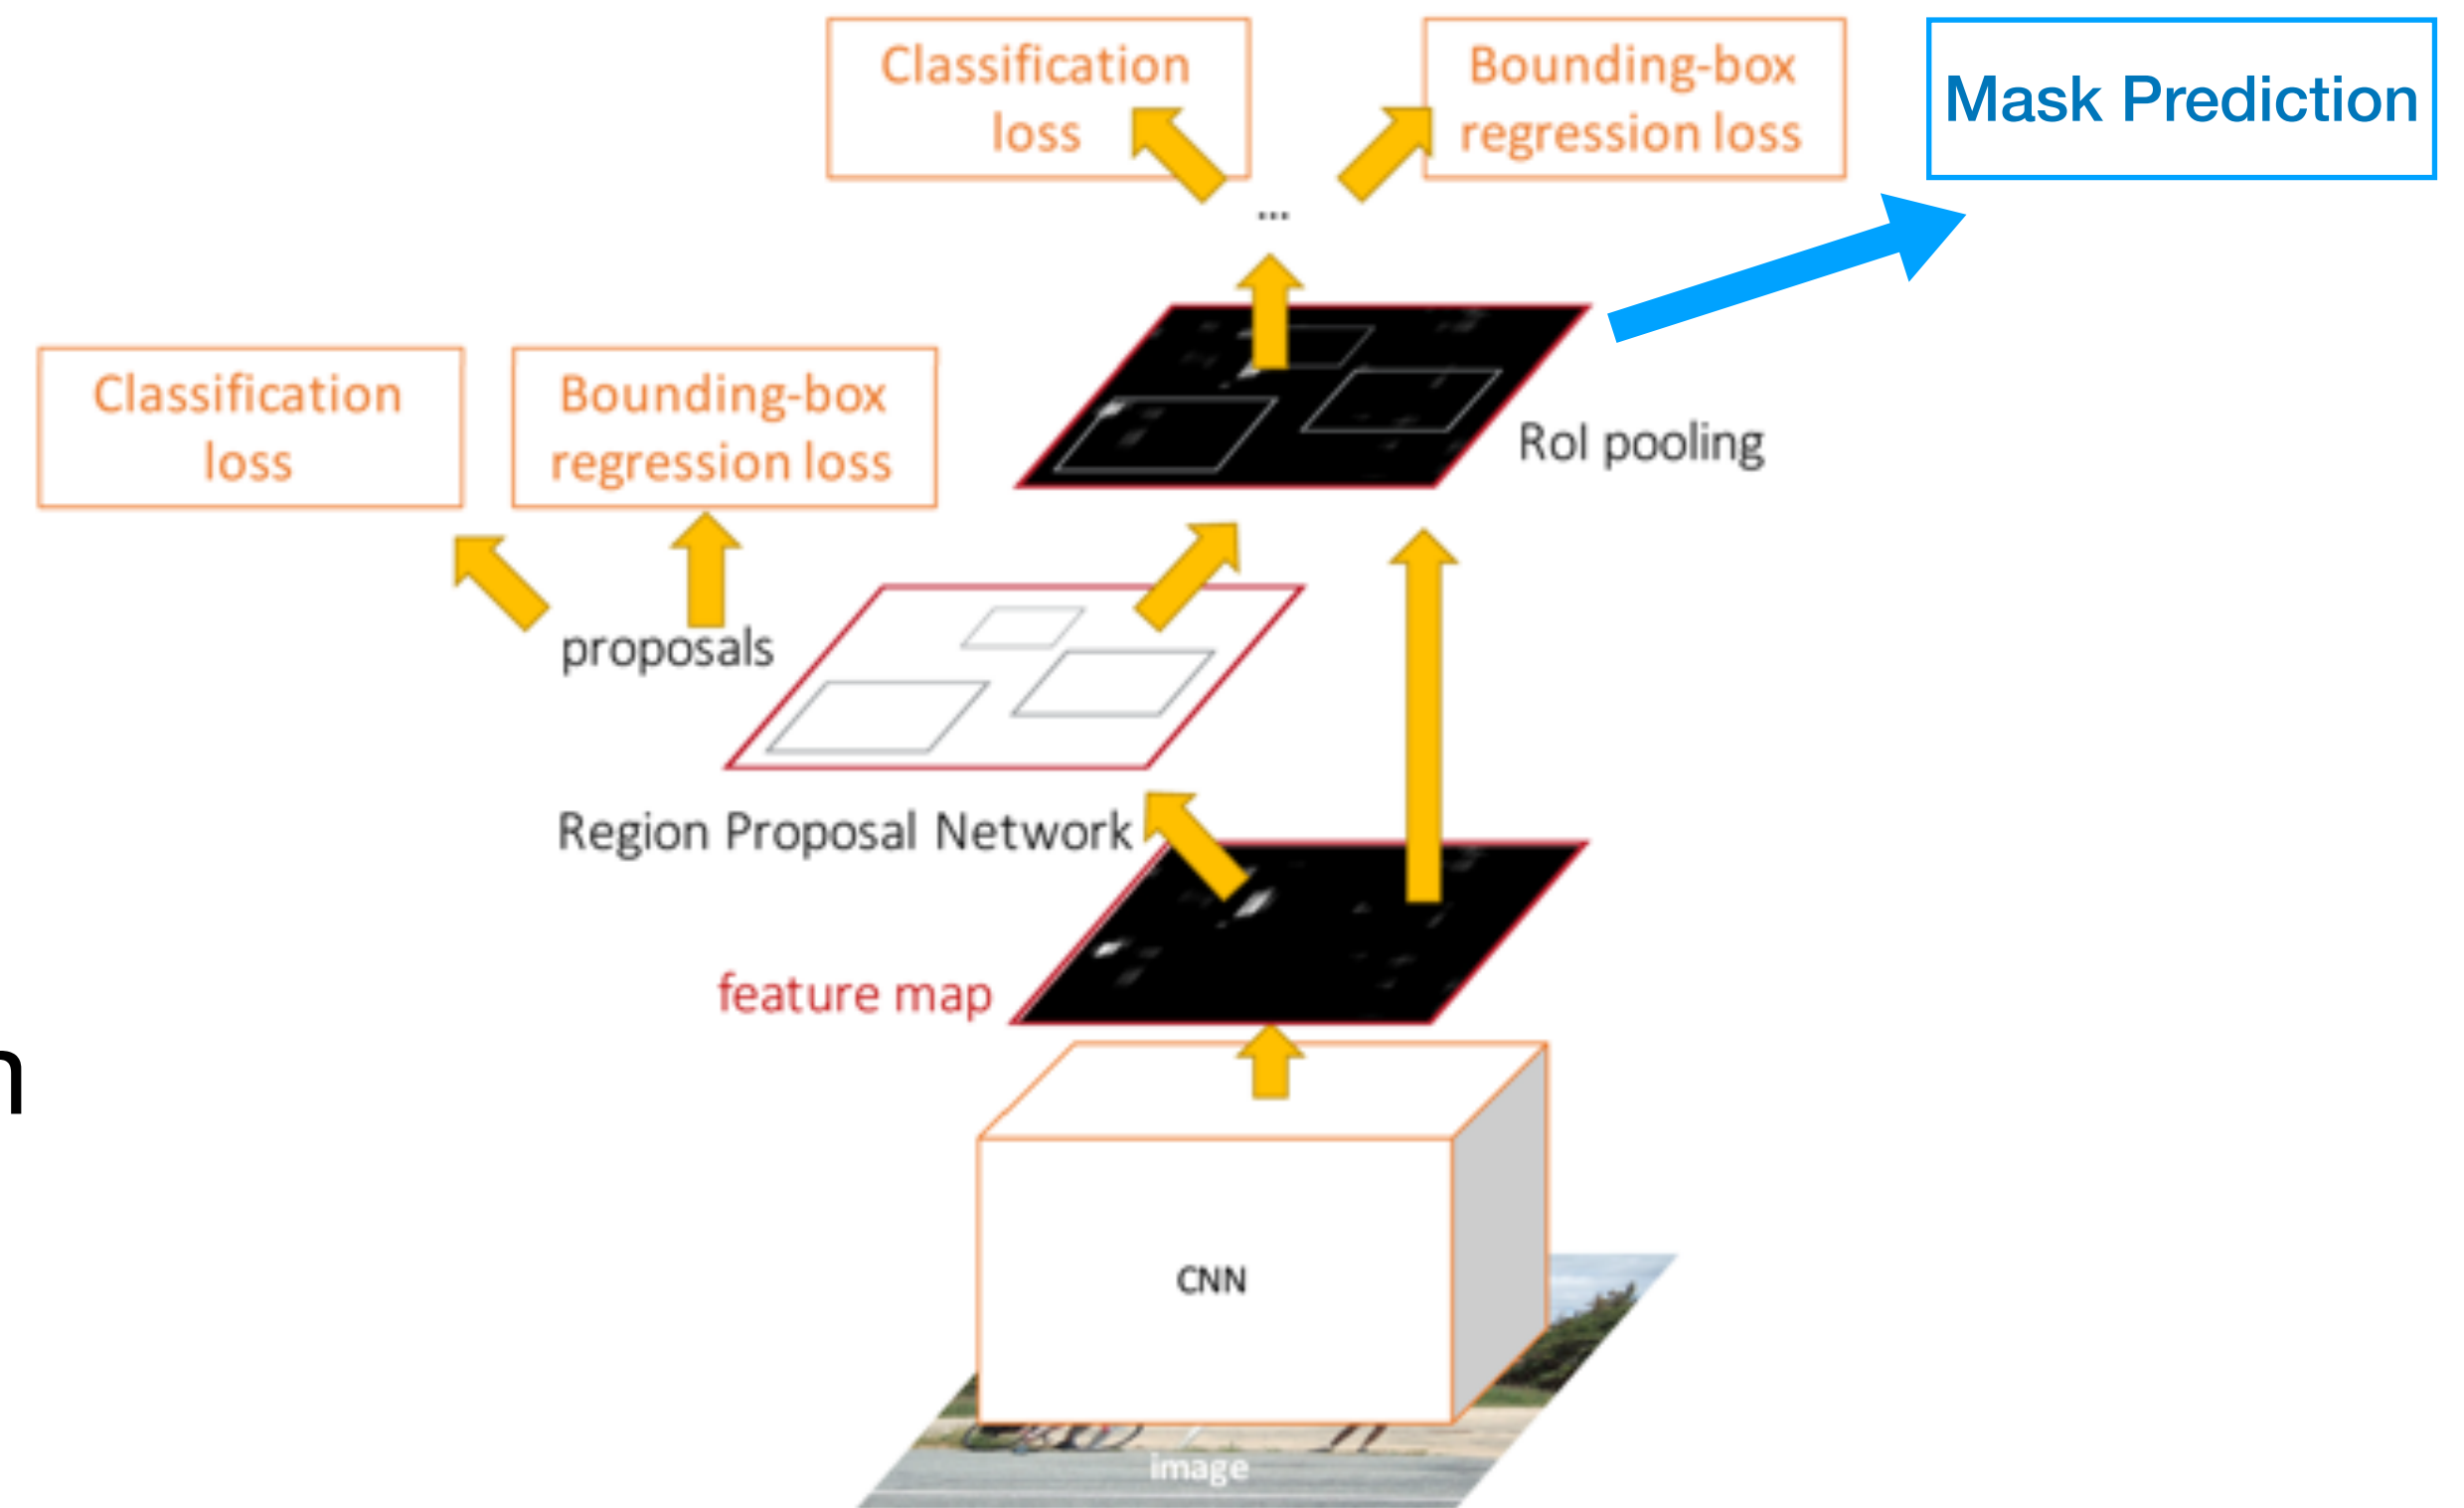 Classification
loss
Bounding-box
regression loss
Mask Prediction
Classification
loss
Bounding-box
regression loss
...
RoI pooling
proposals
Region Proposal Network
feature map
n
CNN
image